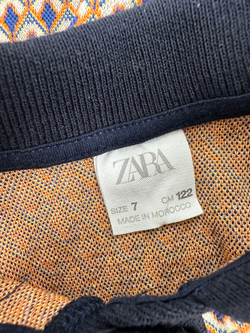 ZARA
SIZE 7 CM 122
MADE IN MOROCCO